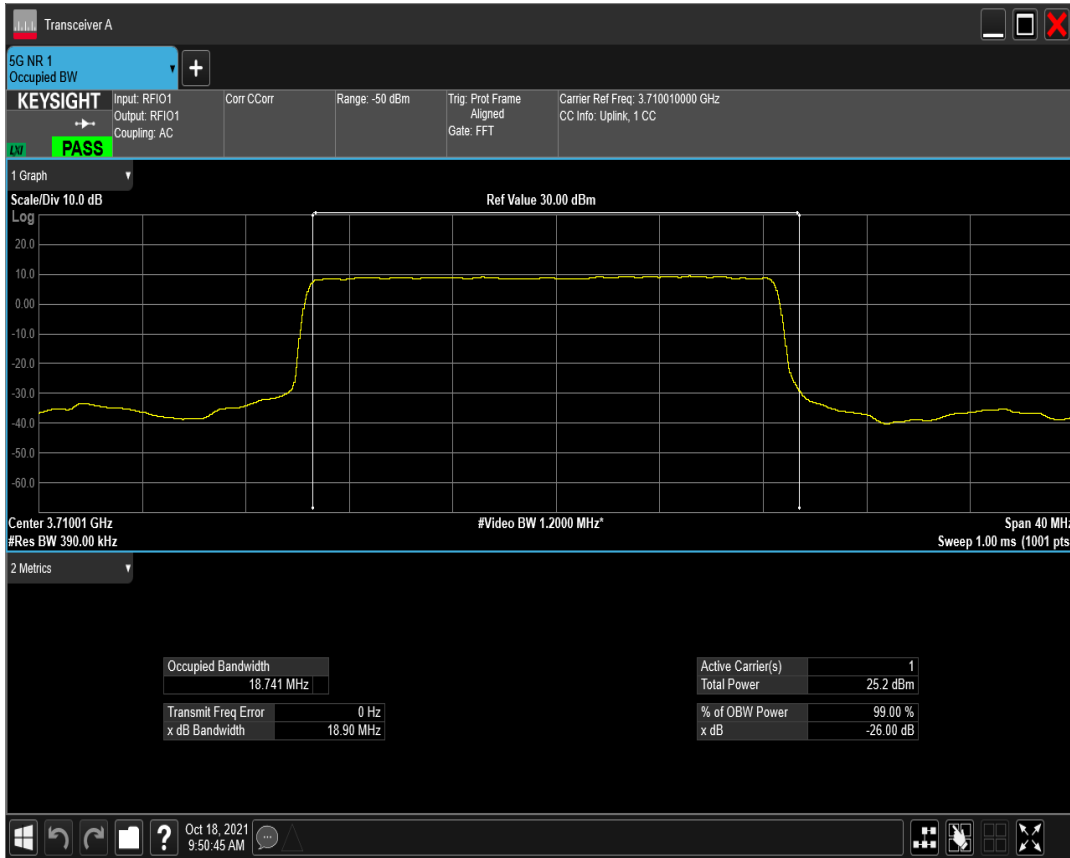 Transceiver A
5G NR 1
Occupied BW
KEYSIGHT
LXI
PASS
Input: RFIO1
Output: RFIO1
Coupling: AC
Corr CCorr
Range: -50 dBm
Trig: Prot Frame
Aligned
Gate: FFT
Carrier Ref Freq: 3.710010000 GHz
CC Info: Uplink, 1 CC
1 Graph
Scale/Div 10.0 dB
Ref Value 30.00 dBm
Log
20.0
10.0
0.00
-10.0
-20.0
-30.0
-40.0
-50.0
-60.0
Center 3.71001 GHz
#Video BW 1.2000 MHz*
Span 40 MHz
#Res BW 390.00 kHz
Sweep 1.00 ms (1001 pts
2 Metrics
Occupied Bandwidth
18.741 MHz
Transmit Freq Error 0 Hz
x dB Bandwidth 18.90 MHz
Active Carrier(s) 1
Total Power 25.2 dBm
% of OBW Power 99.00 %
x dB -26.00 dB
?
Oct 18, 2021
9:50:45 AM